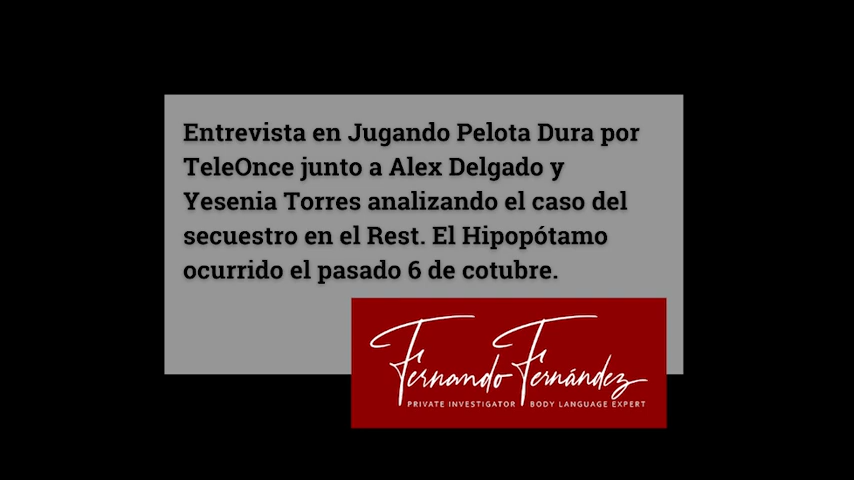 Entrevista en Jugando Pelota Dura por
TeleOnce junto a Alex Delgado y
Yesenia Torres analizando el caso del
secuestro en el Rest. El Hipopótamo
ocurrido el pasado 6 de cotubre.
Fernando Fernández
PRIVATE INVESTIGATOR BODY LANGUAGE EXPERT